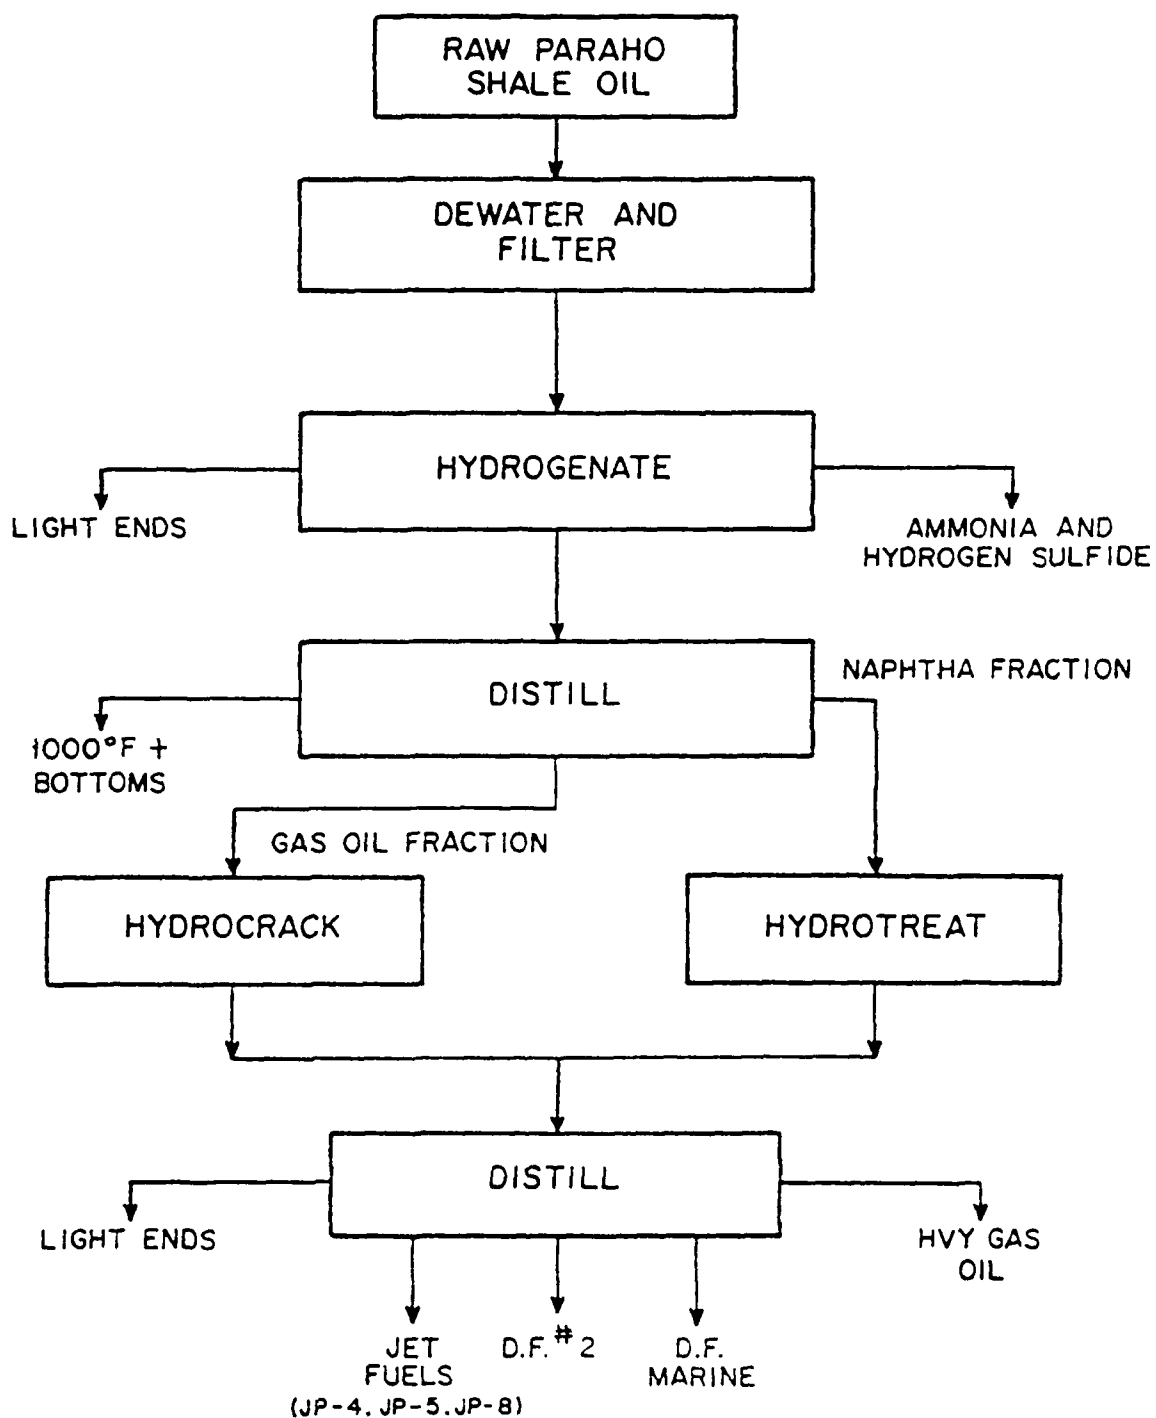 RAW PARAHO
SHALE OIL
DEWATER AND
FILTER
HYDROGENATE
LIGHT ENDS
AMMONIA AND
HYDROGEN SULFIDE
DISTILL
NAPHTHA FRACTION
1000°F +
BOTTOMS
GAS OIL FRACTION
HYDROCRACK
HYDROTREAT
DISTILL
LIGHT ENDS
HVY GAS
OIL
JET
FUELS
(JP-4, JP-5, JP-8)
D.F. #2
D.F.
MARINE